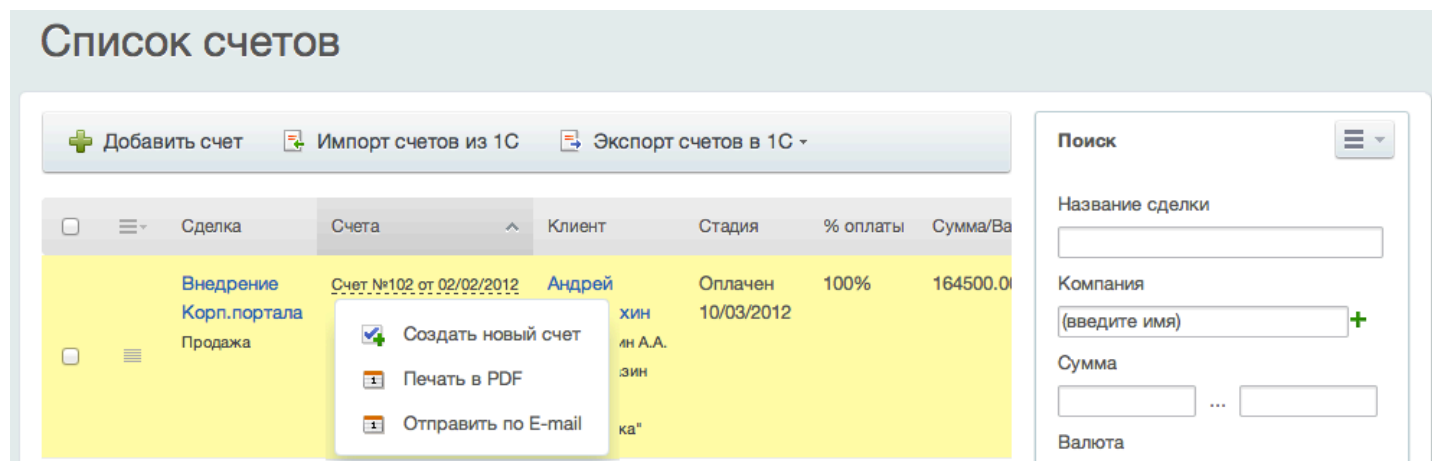 Список счетов
Добавить счет Импорт счетов из 1С Экспорт счетов в 1С
Поиск
Сделка Счета Клиент Стадия % оплаты Сумма/Ва
Название сделки
Внедрение Счет №102 от 02/02/2012 Андрей Оплачен 100% 164500.00
Компания
Корп.портала хин 10/03/2012
(введите имя)
Создать новый счет
Продажа ин А.А.
Сумма
Печать в PDF зин
...
Отправить по E-mail ка"
Валюта